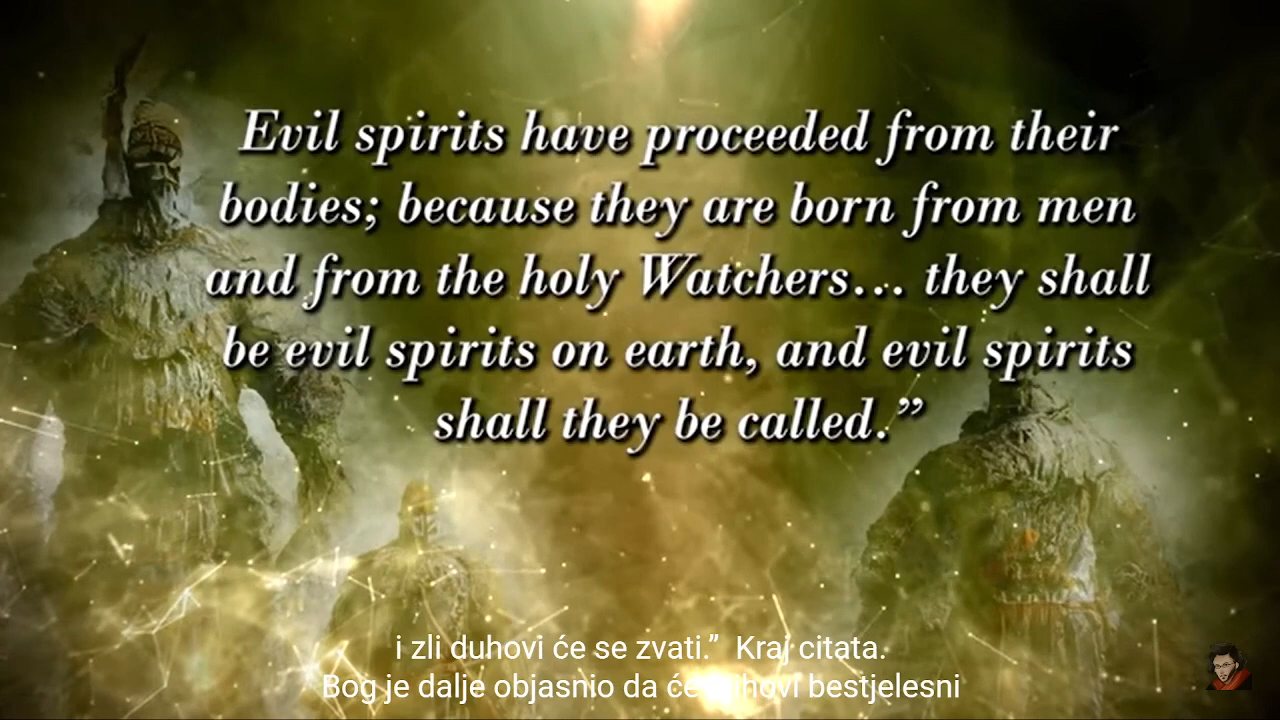 Evil spirits have proceeded from their
bodies; because they are born from men
and from the holy Watchers... they shall
be evil spirits on earth, and evil spirits
shall they be called.”
i zli duhovi će se zvati.” Kraj citata.
Bog je dalje objasnio da će njihovi bestjelesni